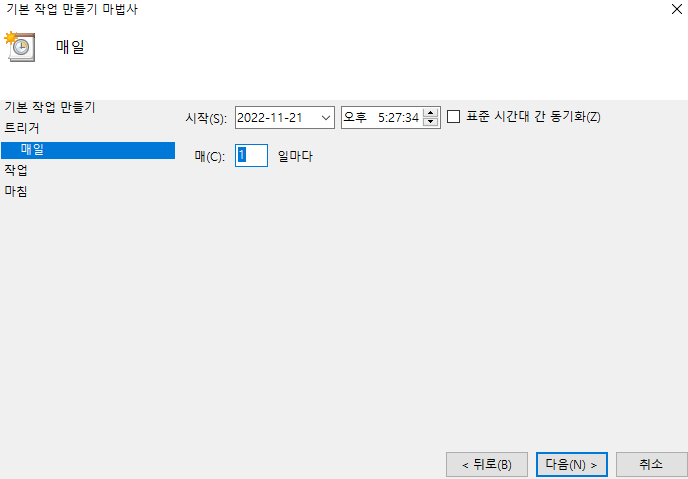 기본 작업 만들기 마법사
매일
기본 작업 만들기
트리거
매일
작업
마침
시작(S): 2022-11-21 오후 5:27:34 표준 시간대 간 동기화(Z)
매(C): 1 일마다
< 뒤로(B) 다음(N) > 취소